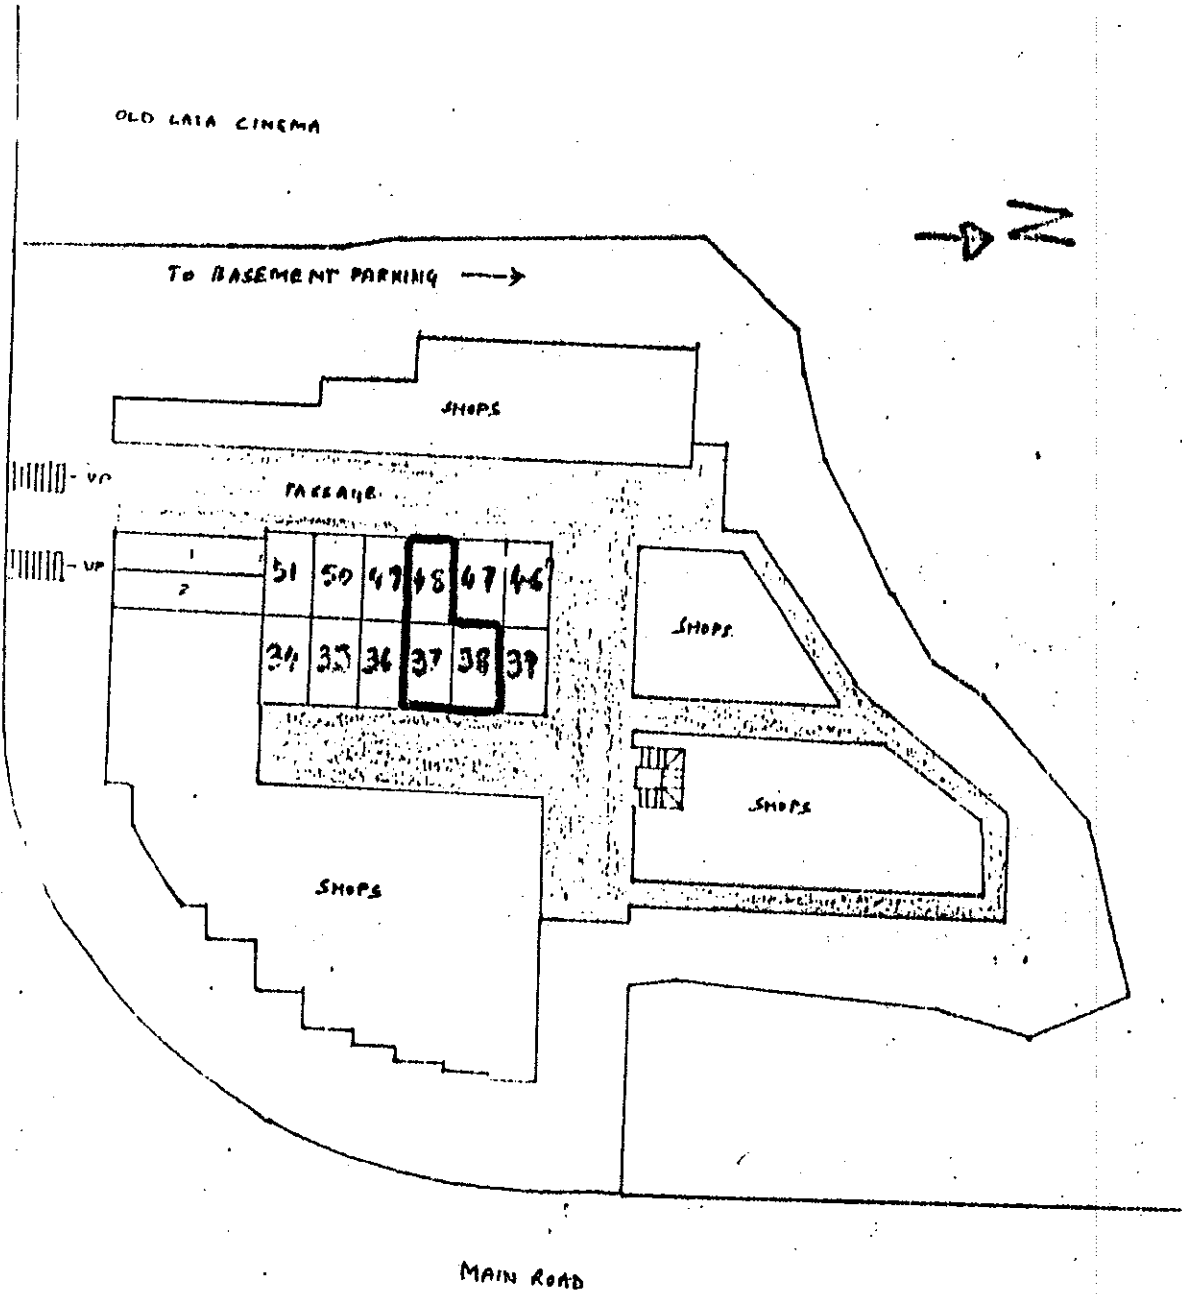 OLD LAIA CINEMA
N
TO BASEMENT PARKING
SHOPS
UP
PASSAGE
UP
1
2
51 50 49 48 47 46
34 35 36 37 38 39
SHOPS
SHOPS
SHOPS
MAIN ROAD